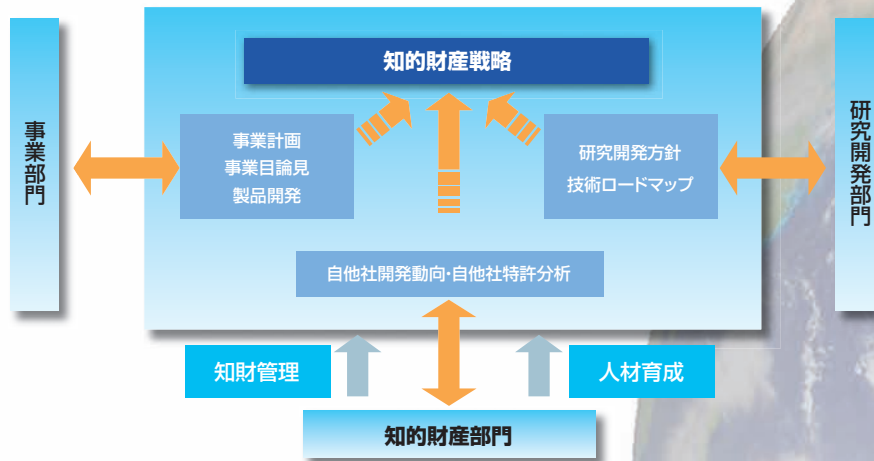 知的財産戦略
事業部門
事業計画
事業目論見
製品開発
研究開発方針
技術ロードマップ
研究開発部門
自他社開発動向・自他社特許分析
知財管理
人材育成
知的財産部門